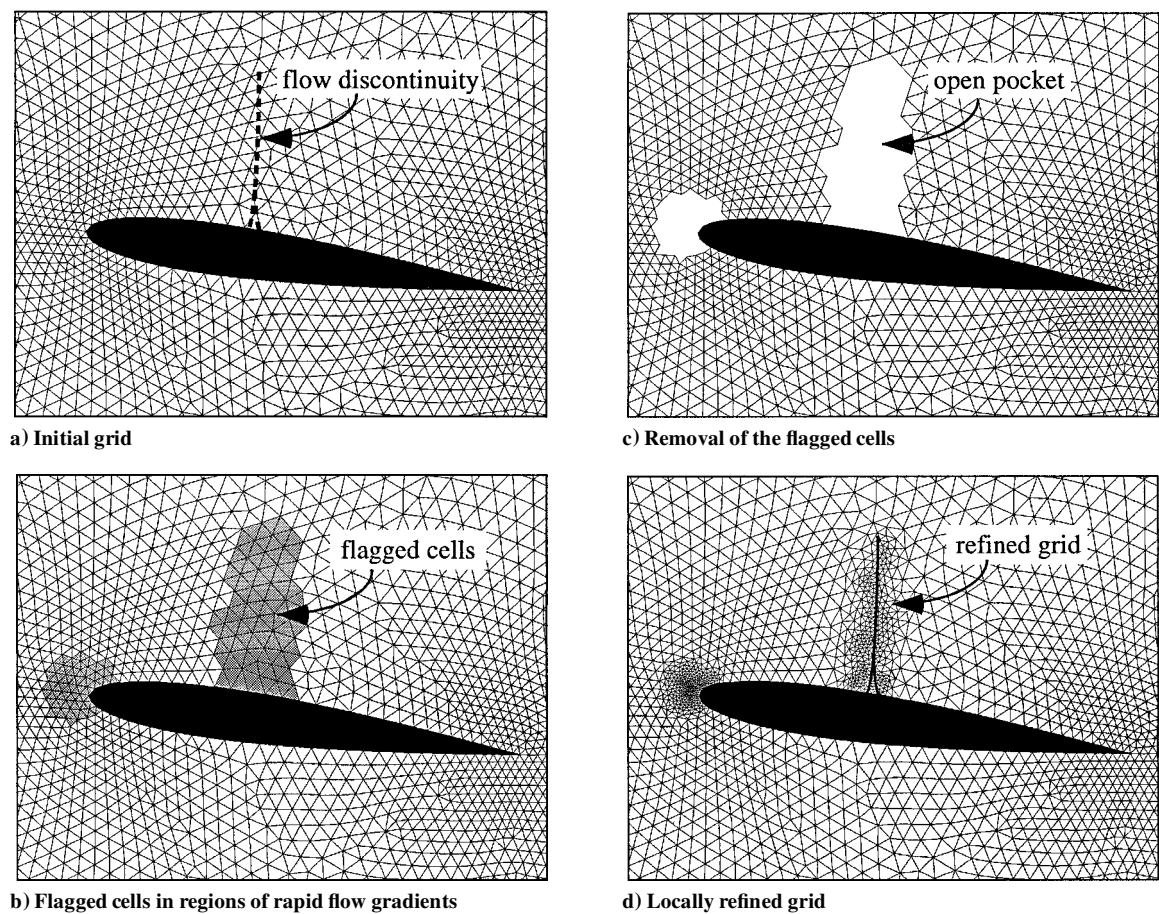 flow discontinuity
a) Initial grid
open pocket
c) Removal of the flagged cells
flagged cells
b) Flagged cells in regions of rapid flow gradients
refined grid
d) Locally refined grid